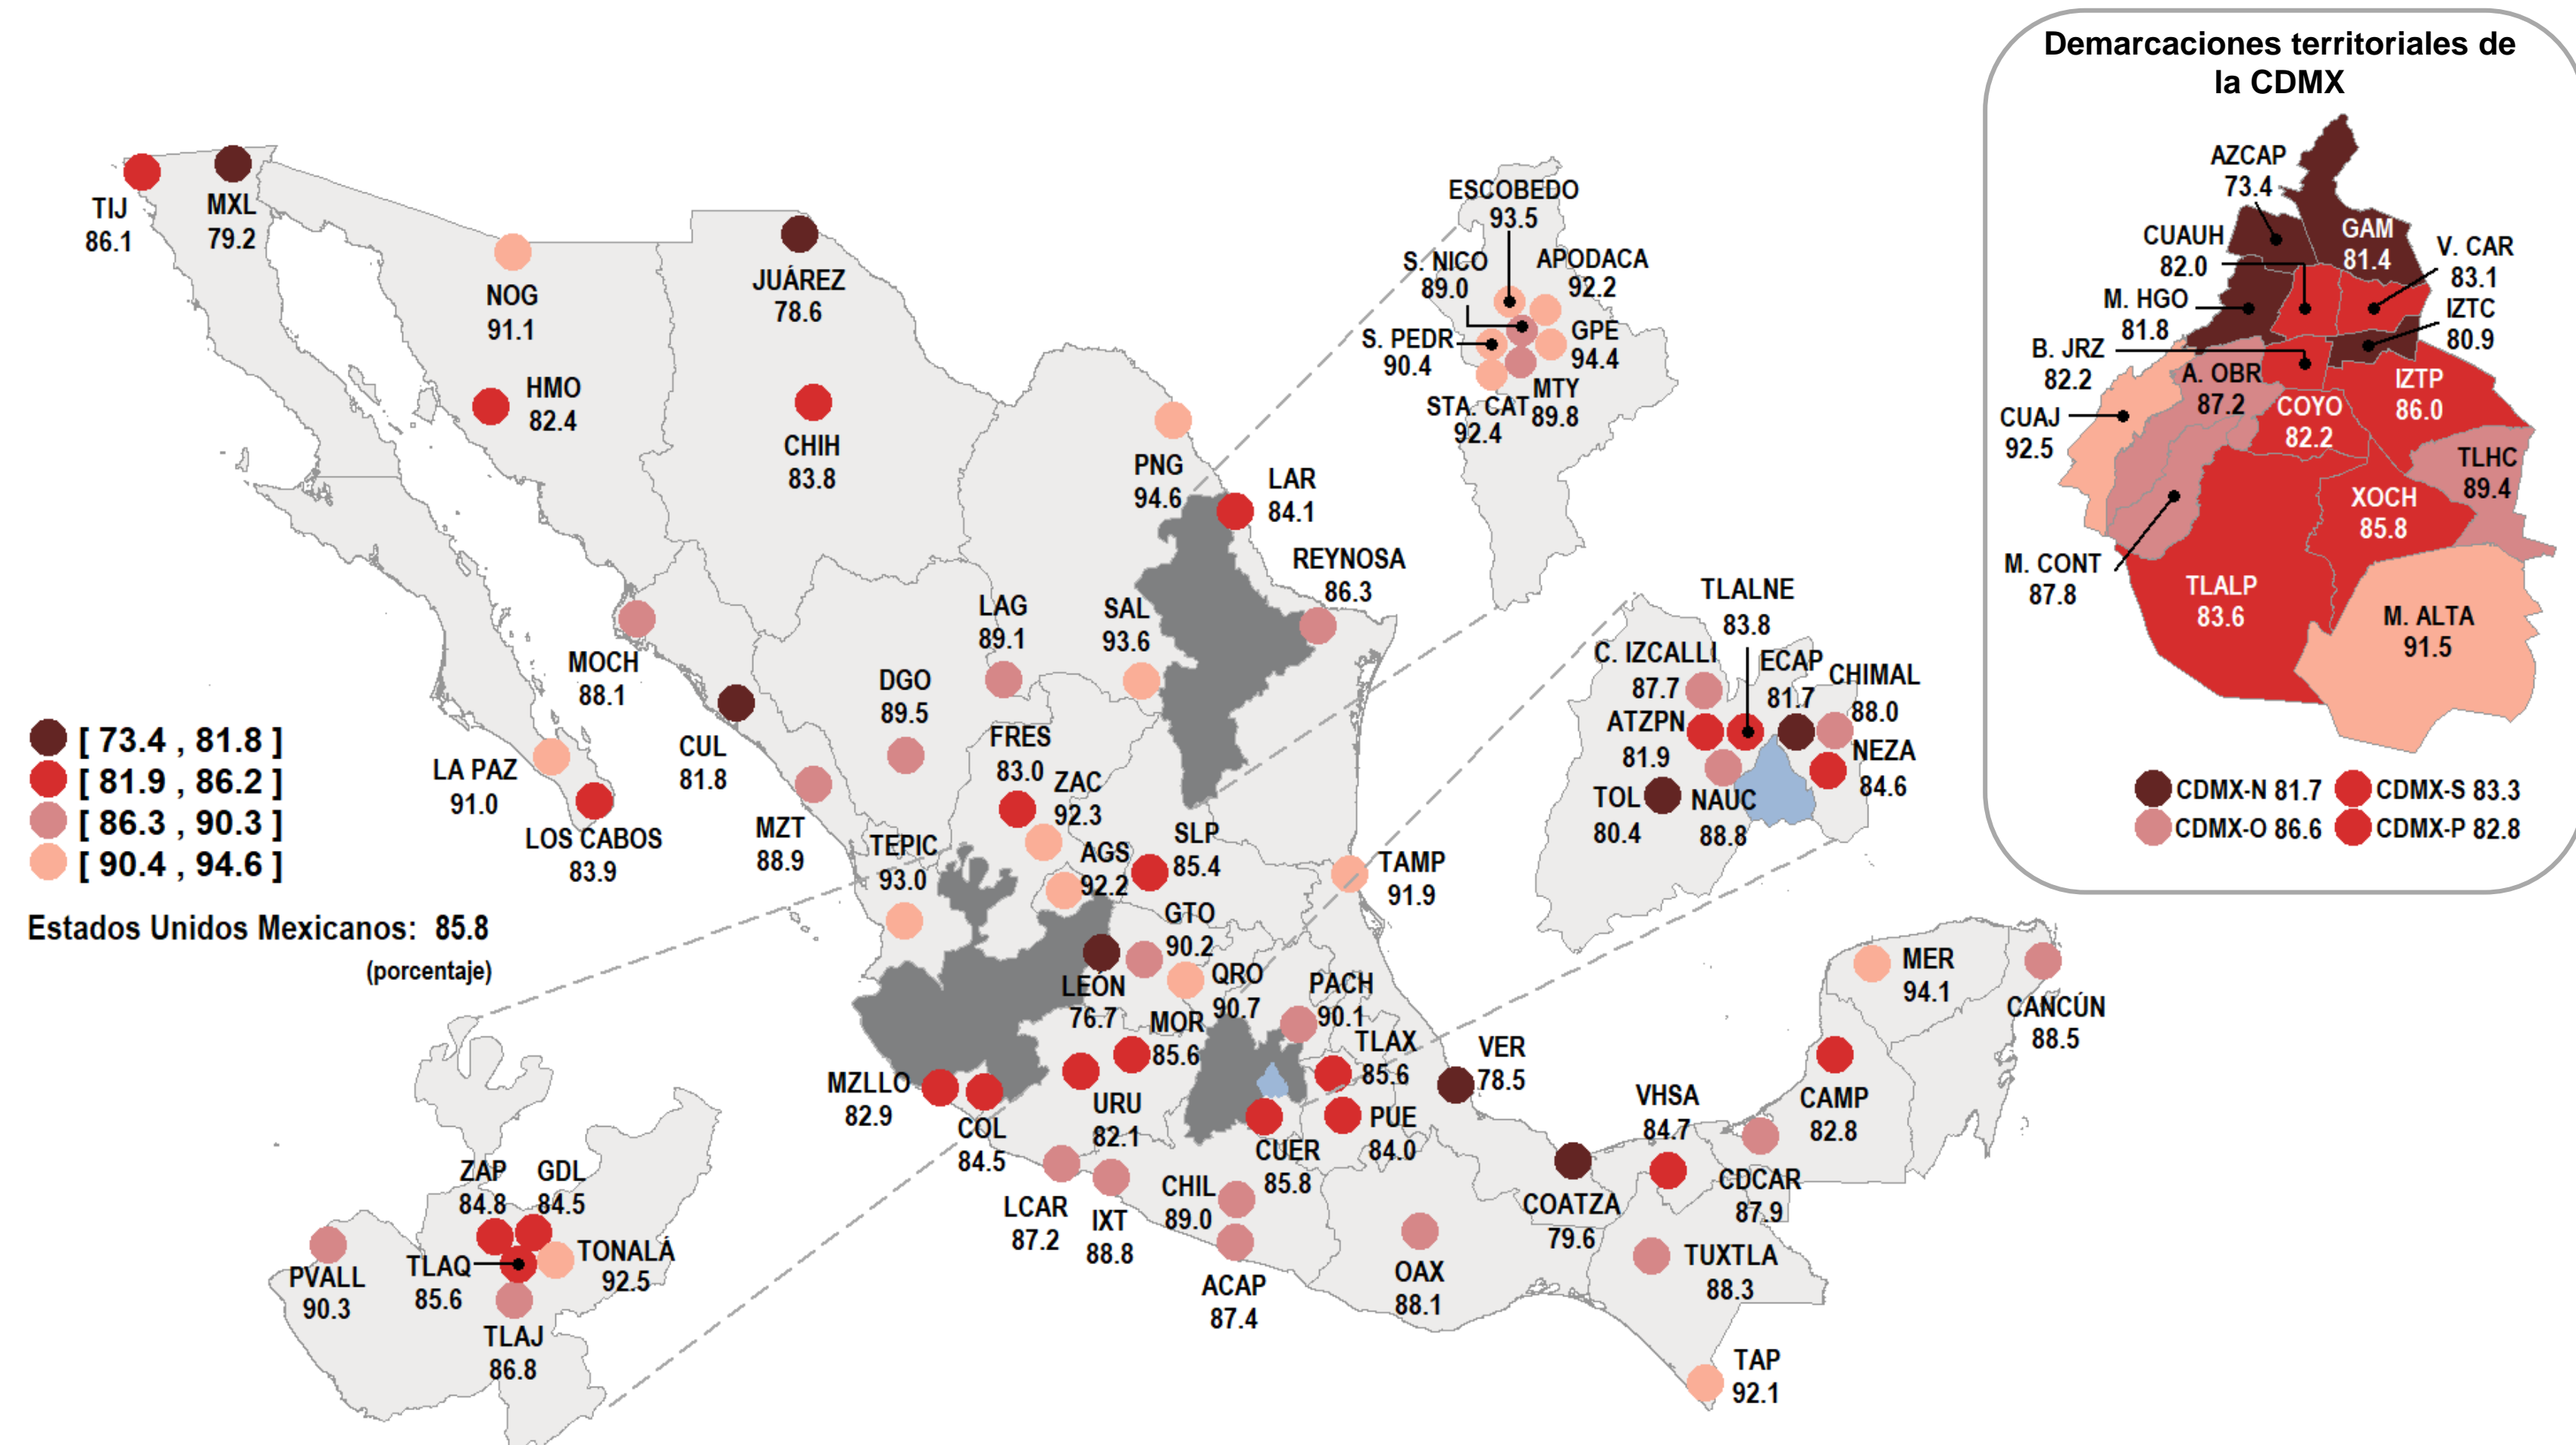 Demarcaciones territoriales de
la CDMX
AZCAP
73.4
CUAUH
82.0
GAM
81.4
V. CAR
83.1
M. HGO
81.8
IZTC
80.9
B. JRZ
82.2
A. OBR
87.2
IZTP
86.0
CUAJ
92.5
COYO
82.2
TLHC
89.4
XOCH
85.8
M. CONT
87.8
TLALP
83.6
M. ALTA
91.5
CDMX-N 81.7
CDMX-S 83.3
CDMX-O 86.6
CDMX-P 82.8
TIJ
86.1
MXL
79.2
NOG
91.1
JUÁREZ
78.6
HMO
82.4
CHIH
83.8
PNG
94.6
LAR
84.1
REYNOSA
86.3
ESCOBEDO
93.5
S. NICO
89.0
APODACA
92.2
S. PEDR
90.4
GPE
94.4
STA. CAT
92.4
MTY
89.8
MOCH
88.1
CUL
81.8
LAG
89.1
SAL
93.6
DGO
89.5
FRES
83.0
ZAC
92.3
LA PAZ
91.0
LOS CABOS
83.9
MZT
88.9
TEPIC
93.0
AGS
92.2
SLP
85.4
TAMP
91.9
TLALNE
83.8
C. IZCALLI
87.7
ECAP
81.7
CHIMAL
88.0
ATZPN
81.9
NEZA
84.6
TOL
80.4
NAUC
88.8
[ 73.4 , 81.8 ]
[ 81.9 , 86.2 ]
[ 86.3 , 90.3 ]
[ 90.4 , 94.6 ]
Estados Unidos Mexicanos: 85.8
(porcentaje)
GTO
90.2
LEÓN
76.7
QRO
90.7
PACH
90.1
MOR
85.6
TLAX
85.6
VER
78.5
MZLLO
82.9
COL
84.5
URU
82.1
CUER
85.8
PUE
84.0
LCAR
87.2
IXT
88.8
CHIL
89.0
ACAP
87.4
OAX
88.1
COATZA
79.6
VHSA
84.7
CDCAR
87.9
CAMP
82.8
MER
94.1
CANCÚN
88.5
TUXTLA
88.3
TAP
92.1
ZAP
84.8
GDL
84.5
PVALL
90.3
TLAQ
85.6
TONALÁ
92.5
TLAJ
86.8